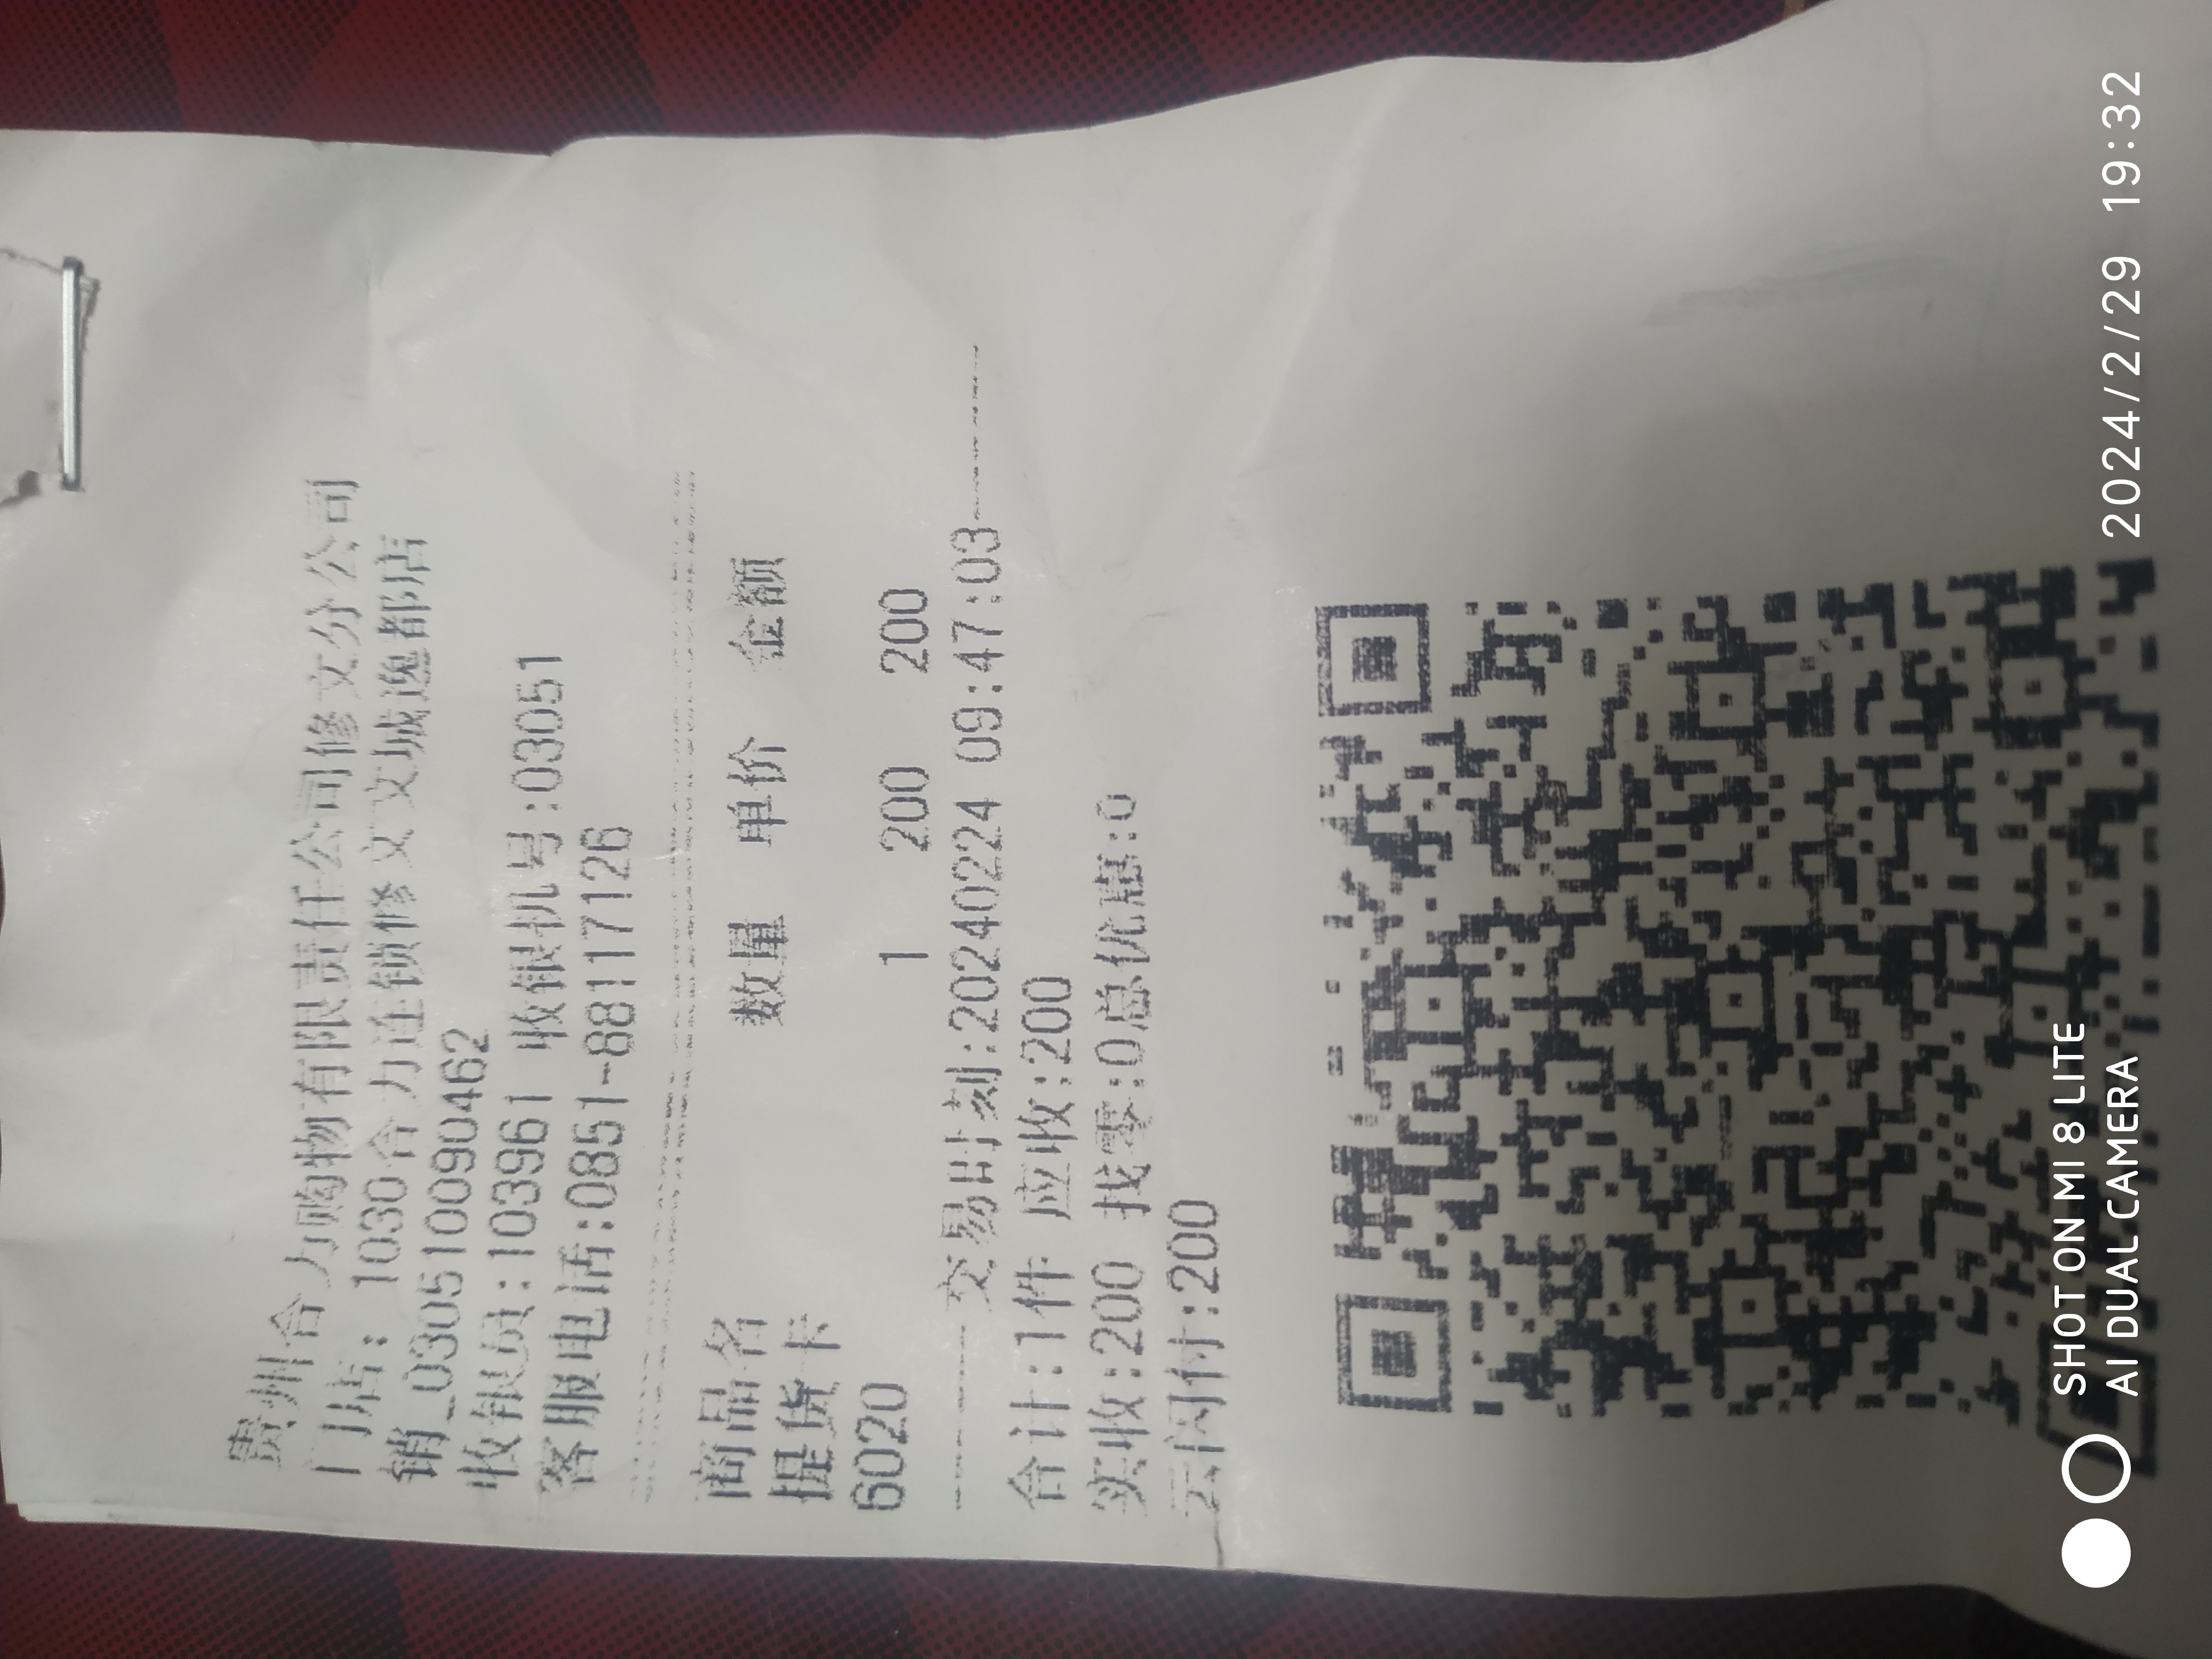 贵州合力购物有限责任公司修文分公司
门店: 1030合力连锁修文文城逸都店
销_030510090462
收银员:103961 收银机号:03051
客服电话:0851-88117126
商品名 数量 单价 金额
提货卡
6020 1 200 200
交易时刻:20240224 09:47:03
合计:1件 应收:200
实收:200 找零:0总优惠:0
云闪付:200
SHOT ON MI 8 LITE
AI DUAL CAMERA
2024/2/29 19:32